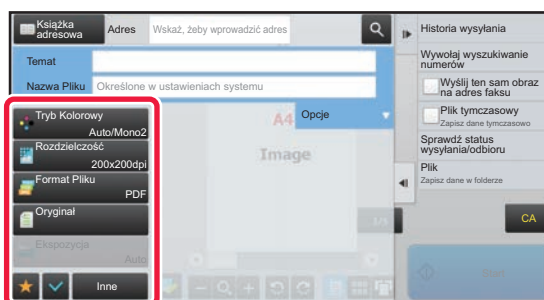 Książka
adresowa
Adres
Wskaż, żeby wprowadzić adres
Temat
Nazwa Pliku
Określone w ustawieniach systemu
Tryb Kolorowy
Auto/Mono2
Rozdzielczość
200x200dpi
Format Pliku
PDF
Oryginał
Ekspozycja
Auto
Inne
A4
Opcje
Image
Historia wysyłania
Wywołaj wyszukiwanie
numerów
Wyślij ten sam obraz
na adres faksu
Plik tymczasowy
Zapisz dane tymczasowo
Sprawdź status
wysyłania/odbioru
Plik
Zapisz dane w folderze
CA
Start